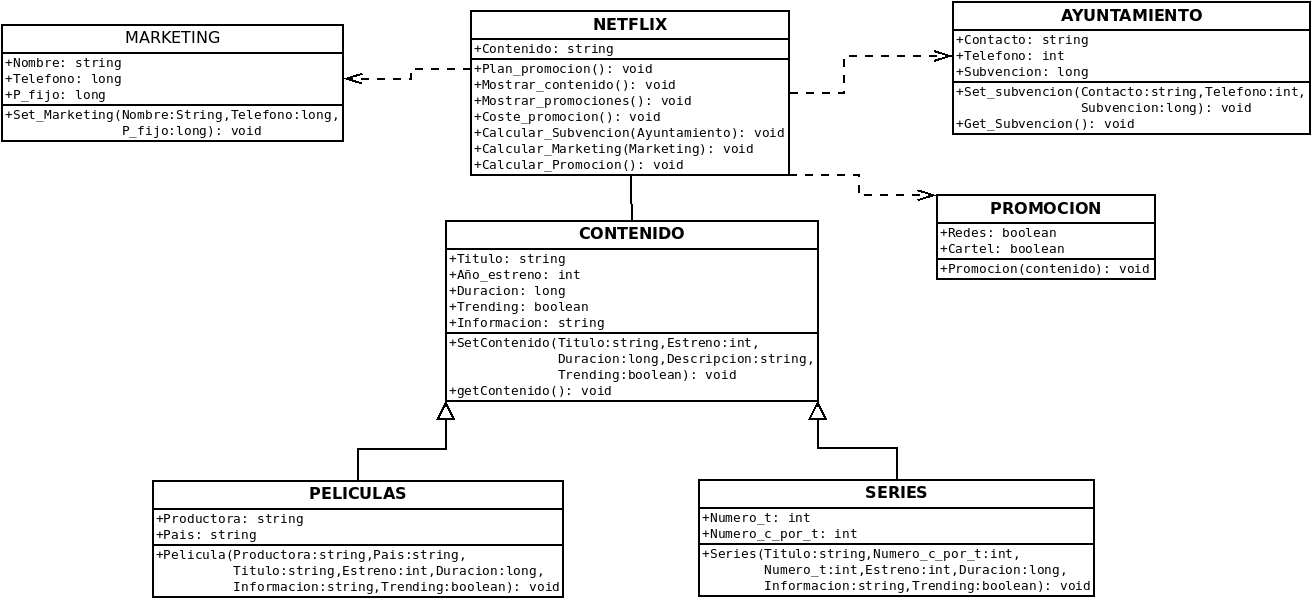 MARKETING
+Nombre: string
+Telefono: long
+P_fijo: long
+Set_Marketing(Nombre:String,Telefono:long,
P_fijo:long): void
NETFLIX
+Contenido: string
+Plan_promocion(): void
+Mostrar_contenido(): void
+Mostrar_promociones(): void
+Coste_promocion(): void
+Calcular_Subvencion(Ayuntamiento): void
+Calcular_Marketing(Marketing): void
+Calcular_Promocion(): void
AYUNTAMIENTO
+Contacto: string
+Telefono: int
+Subvencion: long
+Set_subvencion(Contacto:string,Telefono:int,
Subvencion:long): void
+Get_Subvencion(): void
PROMOCION
+Redes: boolean
+Cartel: boolean
+Promocion(contenido): void
CONTENIDO
+Titulo: string
+Año_estreno: int
+Duracion: long
+Trending: boolean
+Informacion: string
+SetContenido(Titulo:string,Estreno:int,
Duracion:long,Descripcion:string,
Trending:boolean): void
+getContenido(): void
PELICULAS
+Productora: string
+Pais: string
+Pelicula(Productora:string,Pais:string,
Titulo:string,Estreno:int,Duracion:long,
Informacion:string,Trending:boolean): void
SERIES
+Numero_t: int
+Numero_c_por_t: int
+Series(Titulo:string,Numero_c_por_t:int,
Numero_t:int,Estreno:int,Duracion:long,
Informacion:string,Trending:boolean): void